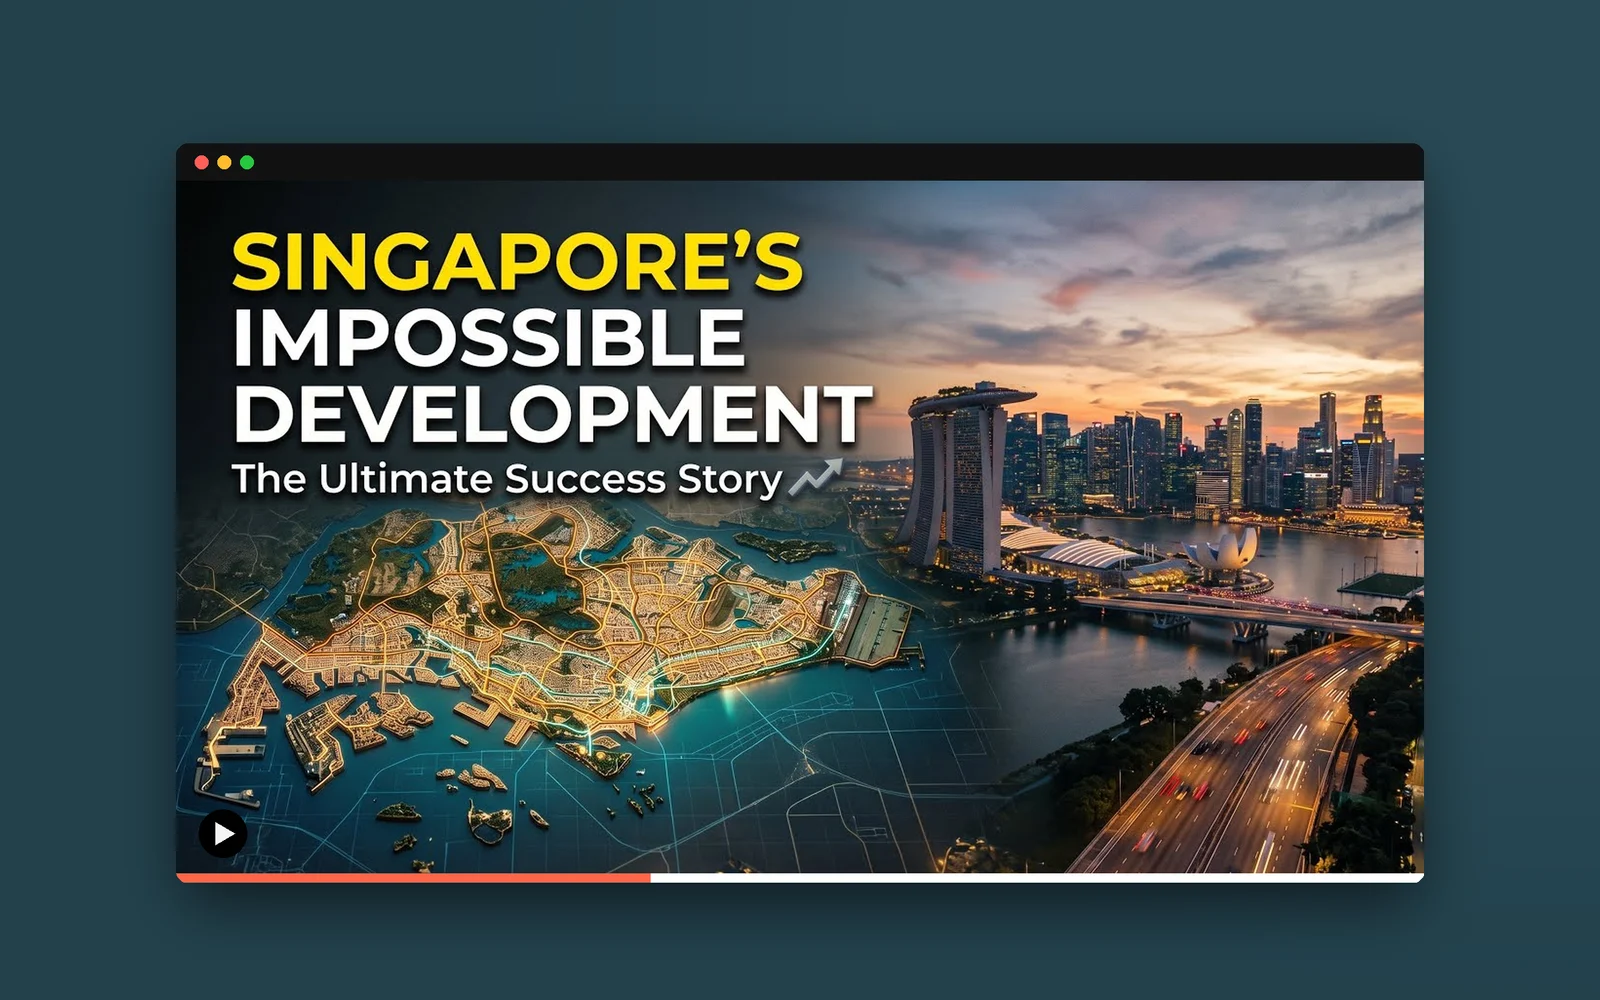 SINGAPORE’S
IMPOSSIBLE
DEVELOPMENT
The Ultimate Success Story